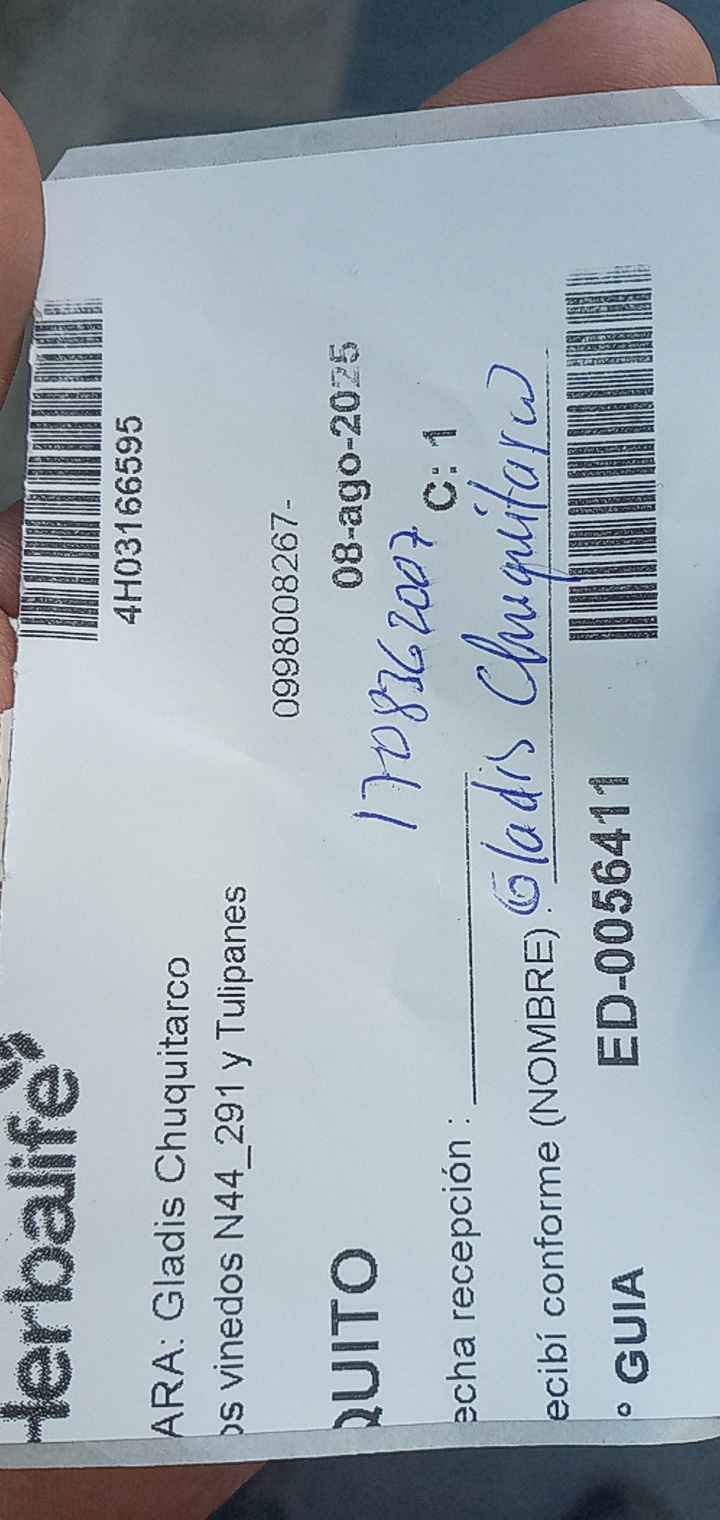 Herbalife
4H03166595
ARA: Gladis Chuquitarco
os vinedos N44_291 y Tulipanes
0998008267-
QUITO
08-ago-2025
1708362007
C: 1
echa recepción :
ecibí conforme (NOMBRE): Gladis Chuquitarco
° GUIA
ED-0056411